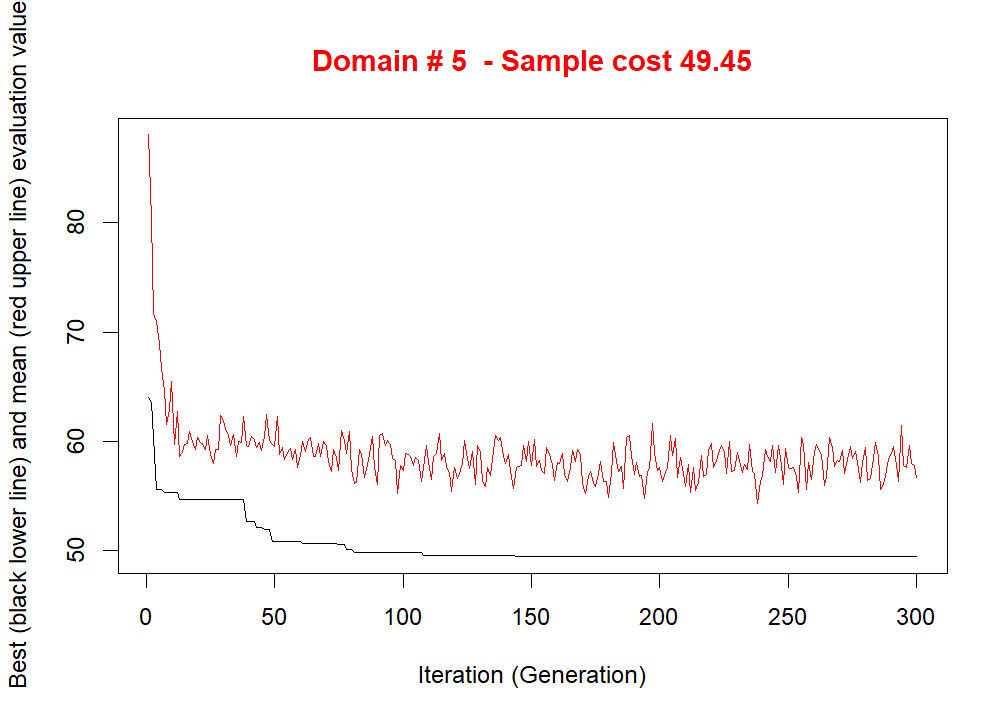 Domain # 5  - Sample cost 49.45
Best (black lower line) and mean (red upper line) evaluation value
80
70
60
50
0 50 100 150 200 250 300
Iteration (Generation)